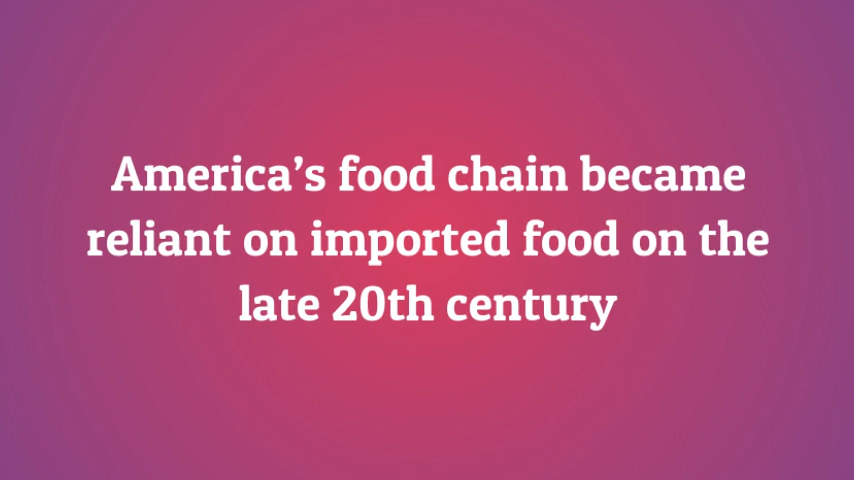 America’s food chain became
reliant on imported food on the
late 20th century